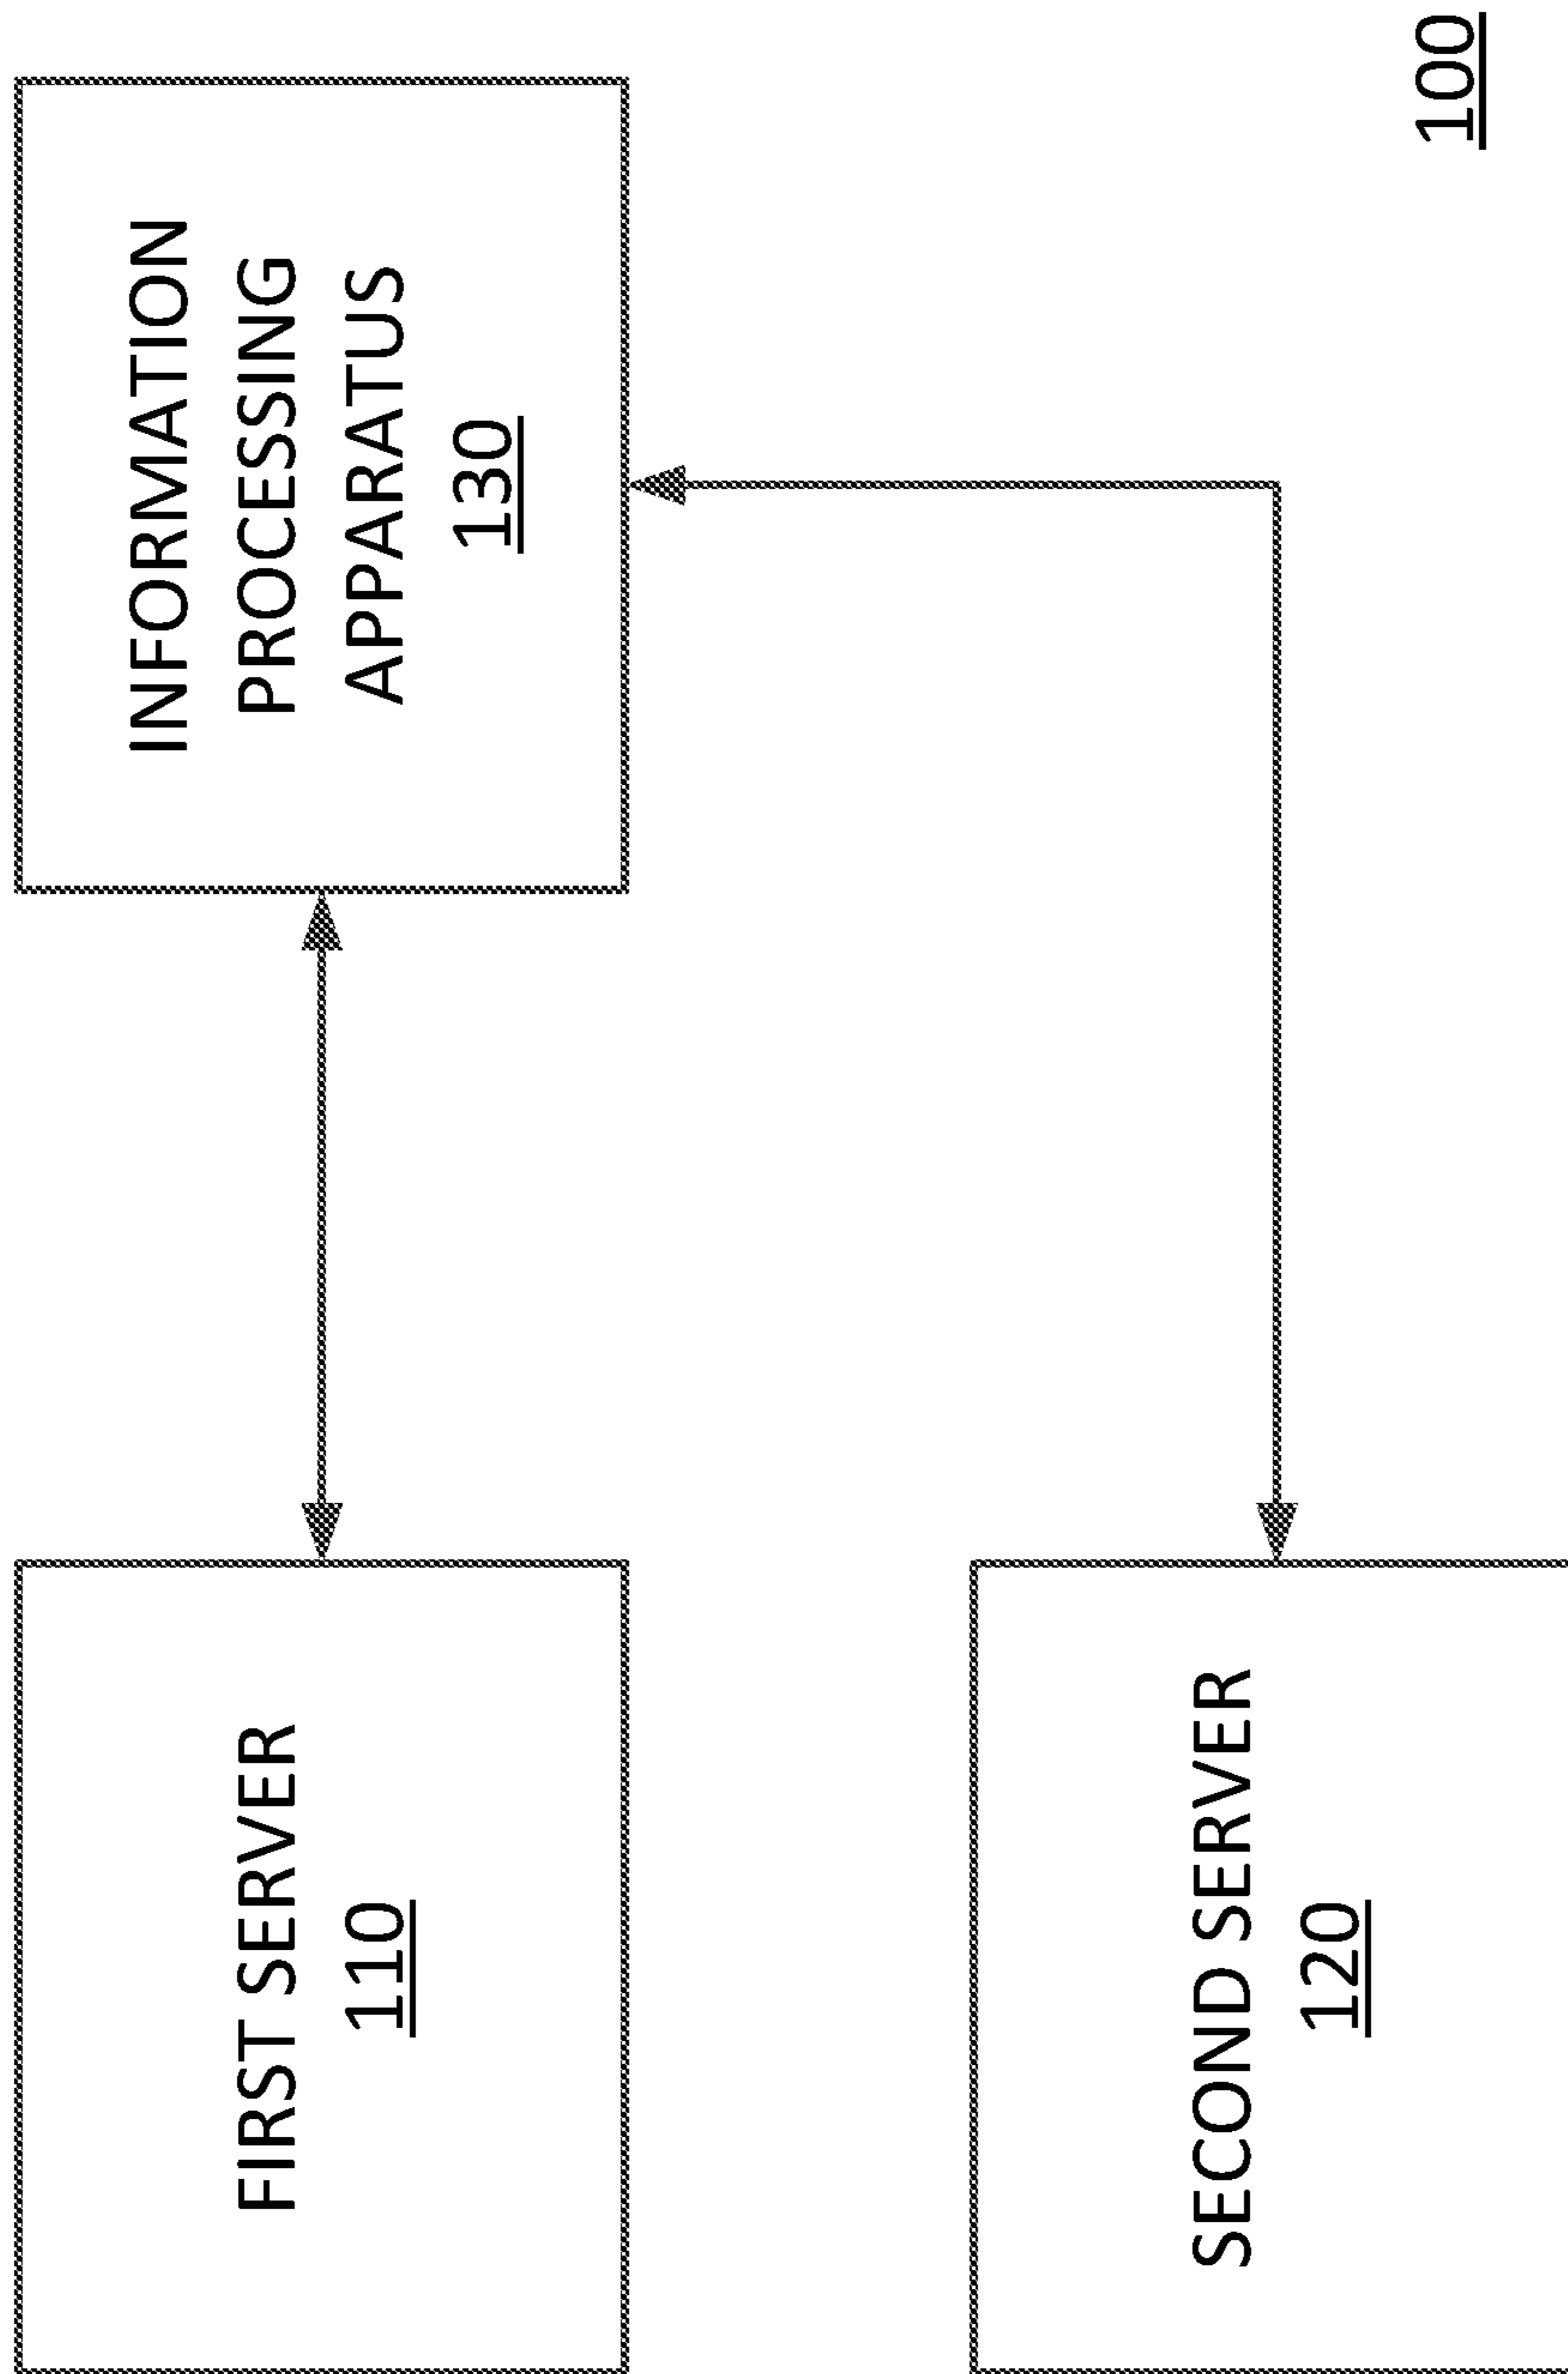 FIRST SERVER
110
INFORMATION
PROCESSING
APPARATUS
130
SECOND SERVER
120
100